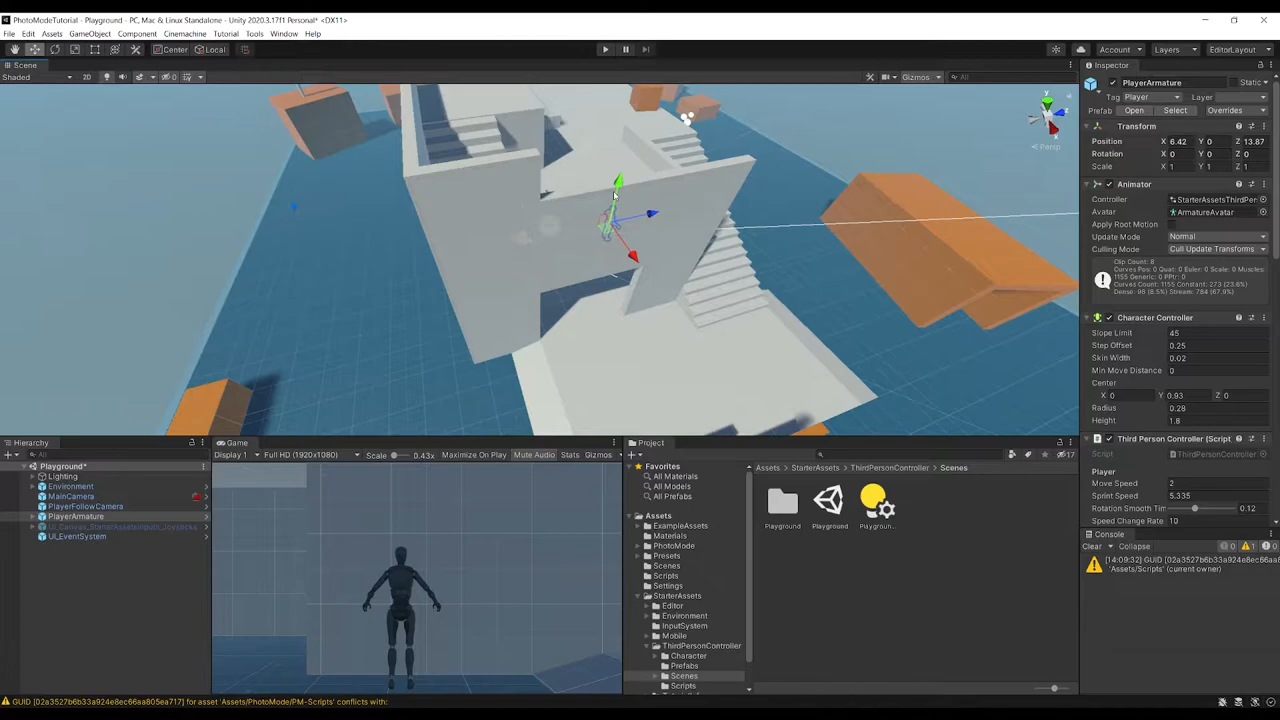 PhotoModeTutorial - Playground - PC, Mac & Linux Standalone - Unity 2020.3.17f1 Personal* <DX11>
File Edit Assets GameObject Component Cinemachine Tutorial Tools Window Help
Center Local Account Layers EditorLayout
Scene
Shaded 2D 0 Gizmos All
y
x
Persp
Inspector
PlayerArmature Static
Tag Player Layer
Prefab Open Select Overrides
Transform
Position X 6.42 Y 0 Z 13.87
Rotation X 0 Y 0 Z 0
Scale X 1 Y 1 Z 1
Animator
Controller StarterAssetsThirdPer
Avatar ArmatureAvatar
Apply Root Motion
Update Mode Normal
Culling Mode Cull Update Transforms
Clip Count: 8
Curves Pos: 0 Quat: 0 Euler: 0 Scale: 0 Muscles:
1155 Generic: 0 PPtr: 0
Curves Count: 1155 Constant: 273 (23.6%)
Dense: 98 (8.5%) Stream: 784 (67.9%)
Character Controller
Slope Limit 45
Step Offset 0.25
Skin Width 0.02
Min Move Distance 0
Center
X 0 Y 0.93 Z 0
Radius 0.28
Height 1.8
Third Person Controller (Script
Script ThirdPersonController
Player
Move Speed 2
Sprint Speed 5.335
Rotation Smooth Tim 0.12
Speed Change Rate 10
Hierarchy
All
Playground*
Lighting
Environment
MainCamera
PlayerFollowCamera
PlayerArmature
UI_Canvas_StarterAssetsInputs_Joysticks
UI_EventSystem
Game
Display 1 Full HD (1920x1080) Scale 0.43x Maximize On Play Mute Audio Stats Gizmos
Project
17
Favorites
All Materials
All Models
All Prefabs
Assets
ExampleAssets
Materials
PhotoMode
Presets
Scenes
Scripts
Settings
StarterAssets
Editor
Environment
InputSystem
Mobile
ThirdPersonController
Character
Prefabs
Scenes
Scripts
Assets StarterAssets ThirdPersonController Scenes
Playground Playground Playgroun...
Console
Clear Collapse 0 1 0
[14:09:32] GUID [02a3527b6b33a924e8ec66aa80
'Assets/Scripts' (current owner)
GUID [02a3527b6b33a924e8ec66aa805ea717] for asset 'Assets/PhotoMode/PM-Scripts' conflicts with: